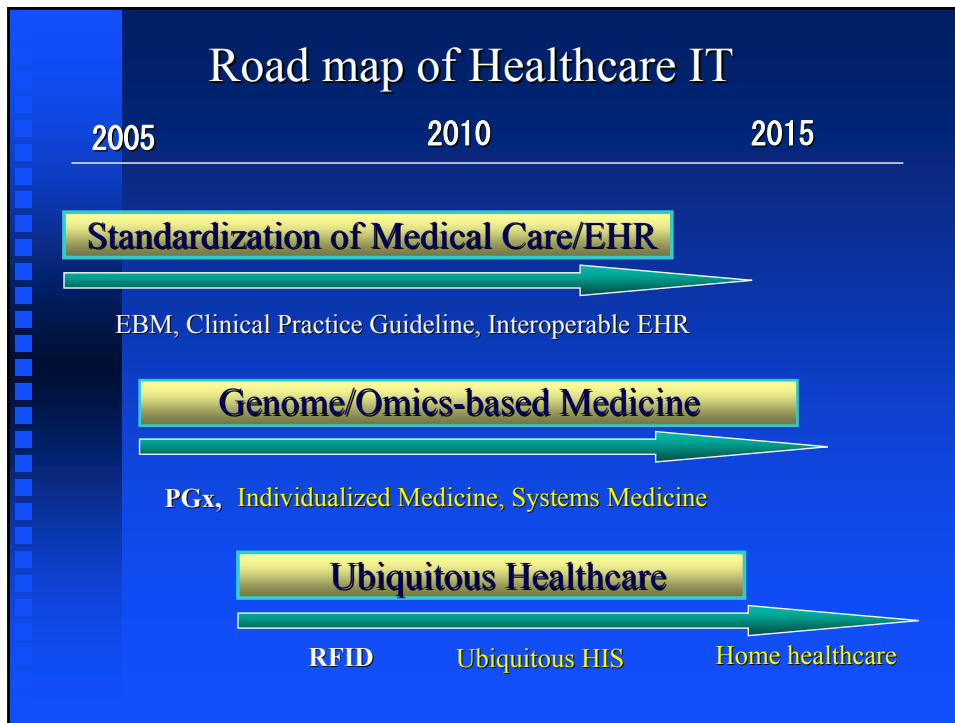 Road map of Healthcare IT
2005 2010 2015
Standardization of Medical Care/EHR
EBM, Clinical Practice Guideline, Interoperable EHR
Genome/Omics-based Medicine
PGx, Individualized Medicine, Systems Medicine
Ubiquitous Healthcare
RFID Ubiquitous HIS Home healthcare